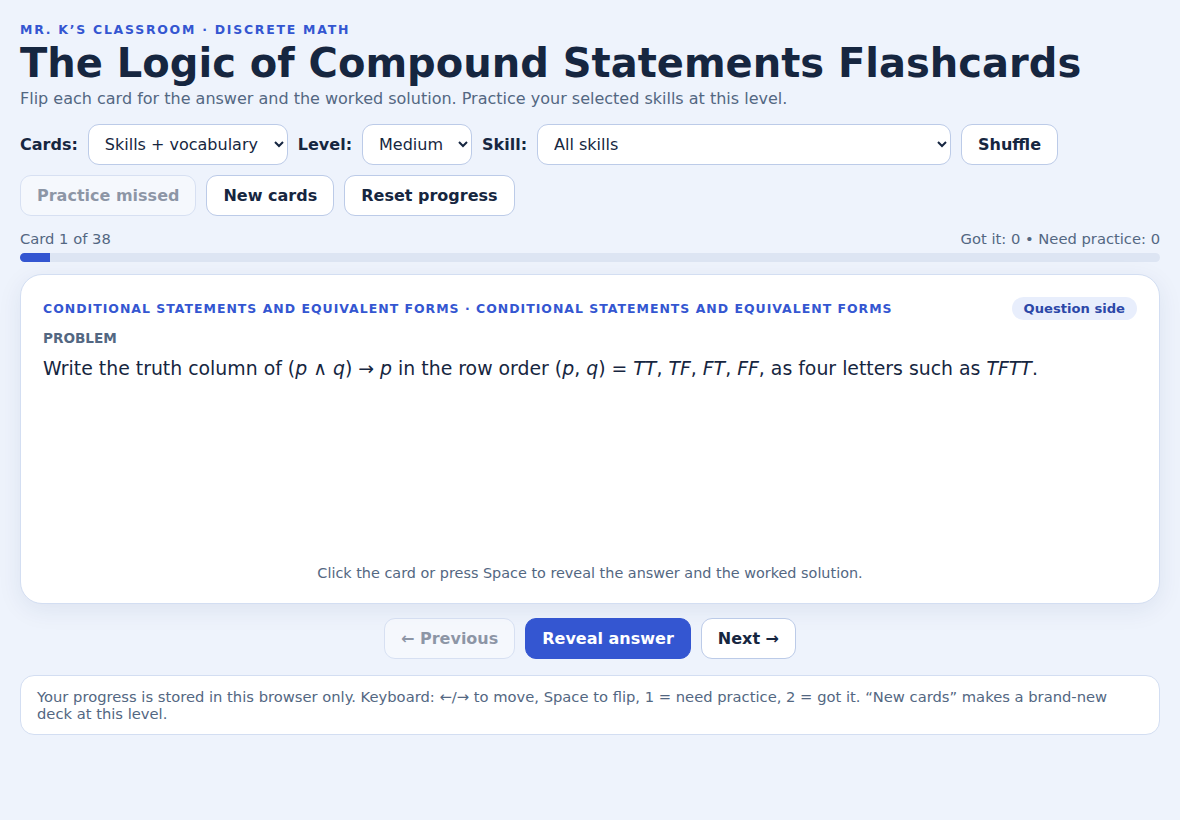 MR. K’S CLASSROOM · DISCRETE MATH
The Logic of Compound Statements Flashcards
Flip each card for the answer and the worked solution. Practice your selected skills at this level.
Cards: Skills + vocabulary Level: Medium Skill: All skills Shuffle
Practice missed New cards Reset progress
Card 1 of 38 Got it: 0 • Need practice: 0
CONDITIONAL STATEMENTS AND EQUIVALENT FORMS · CONDITIONAL STATEMENTS AND EQUIVALENT FORMS Question side
PROBLEM
Write the truth column of (p ∧ q) → p in the row order (p, q) = TT, TF, FT, FF, as four letters such as TFTT.
Click the card or press Space to reveal the answer and the worked solution.
← Previous Reveal answer Next →
Your progress is stored in this browser only. Keyboard: ←/→ to move, Space to flip, 1 = need practice, 2 = got it. “New cards” makes a brand-new
deck at this level.